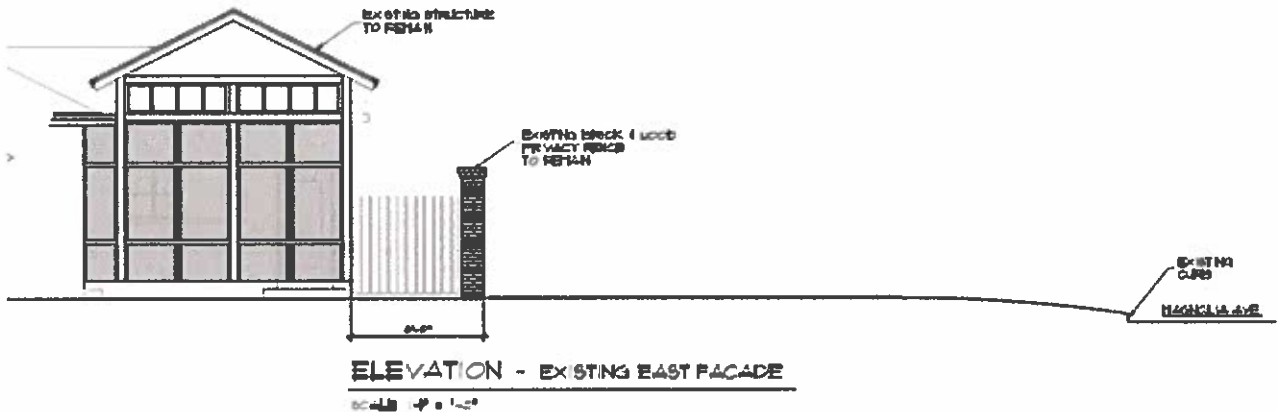 EXISTING STRUCTURE
TO REMAIN
EXISTING BRICK & WOOD
PRIVACY FENCE
TO REMAIN
EXISTING
CURB
MAGNOLIA AVE
ELEVATION - EXISTING EAST FACADE
SCALE